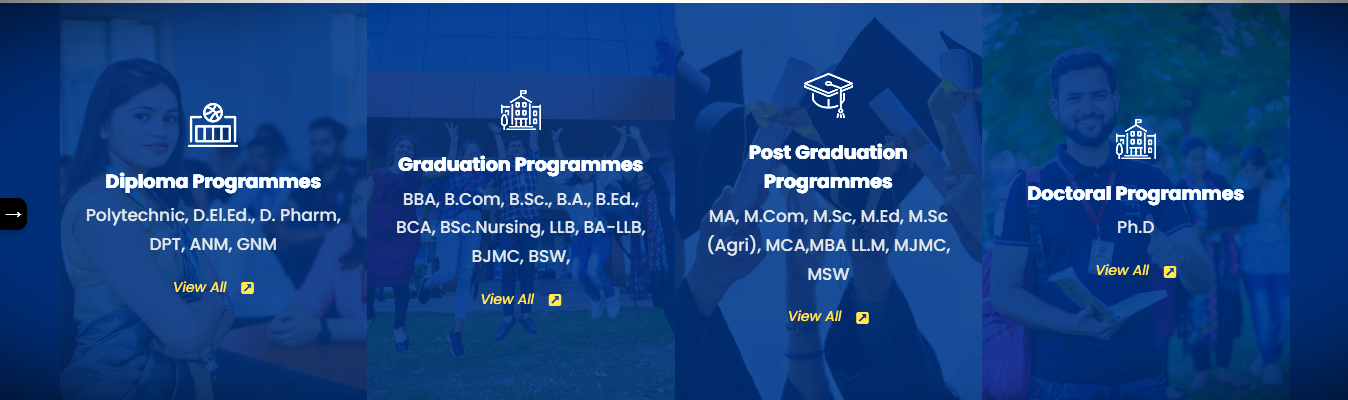 Diploma Programmes
Polytechnic, D.El.Ed., D. Pharm,
DPT, ANM, GNM
View All
Graduation Programmes
BBA, B.Com, B.Sc., B.A., B.Ed.,
BCA, BSc.Nursing, LLB, BA-LLB,
BJMC, BSW,
View All
Post Graduation
Programmes
MA, M.Com, M.Sc, M.Ed, M.Sc
(Agri), MCA,MBA LL.M, MJMC,
MSW
View All
Doctoral Programmes
Ph.D
View All